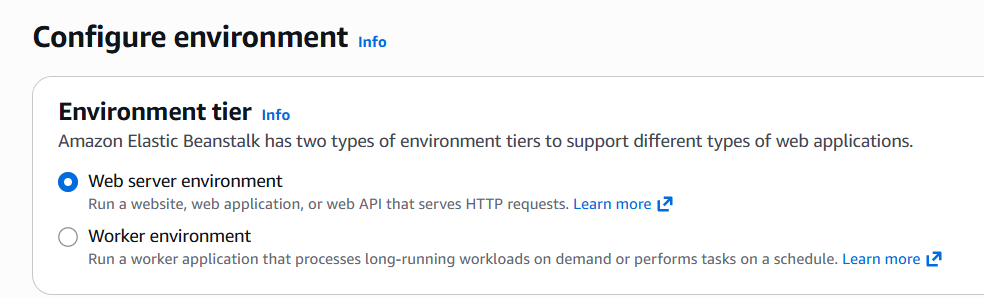 Configure environment Info
Environment tier Info
Amazon Elastic Beanstalk has two types of environment tiers to support different types of web applications.
Web server environment
Run a website, web application, or web API that serves HTTP requests. Learn more
Worker environment
Run a worker application that processes long-running workloads on demand or performs tasks on a schedule. Learn more